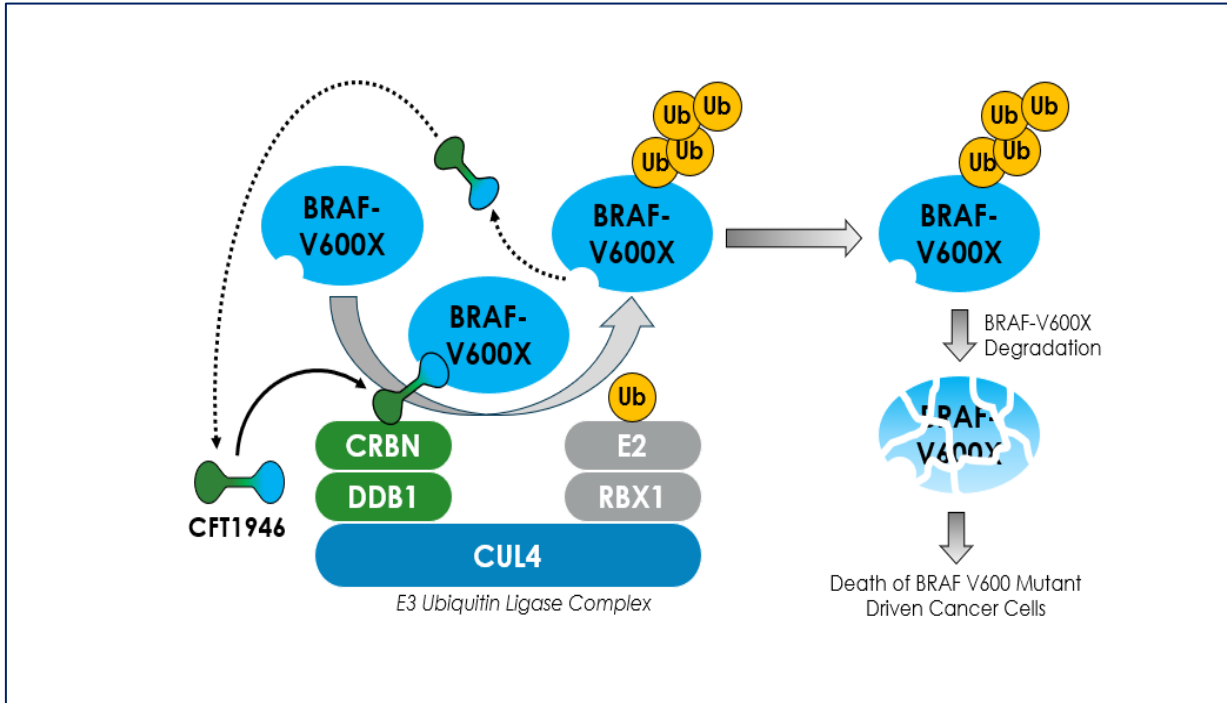 Ub
Ub
Ub
Ub
BRAF-
V600X
BRAF-
V600X
Ub
Ub
Ub
Ub
BRAF-
V600X
BRAF-
V600X
BRAF-V600X
Degradation
Ub
CRBN
E2
DDB1
RBX1
CFT1946
CUL4
E3 Ubiquitin Ligase Complex
BRAF-
V600X
Death of BRAF V600 Mutant
Driven Cancer Cells